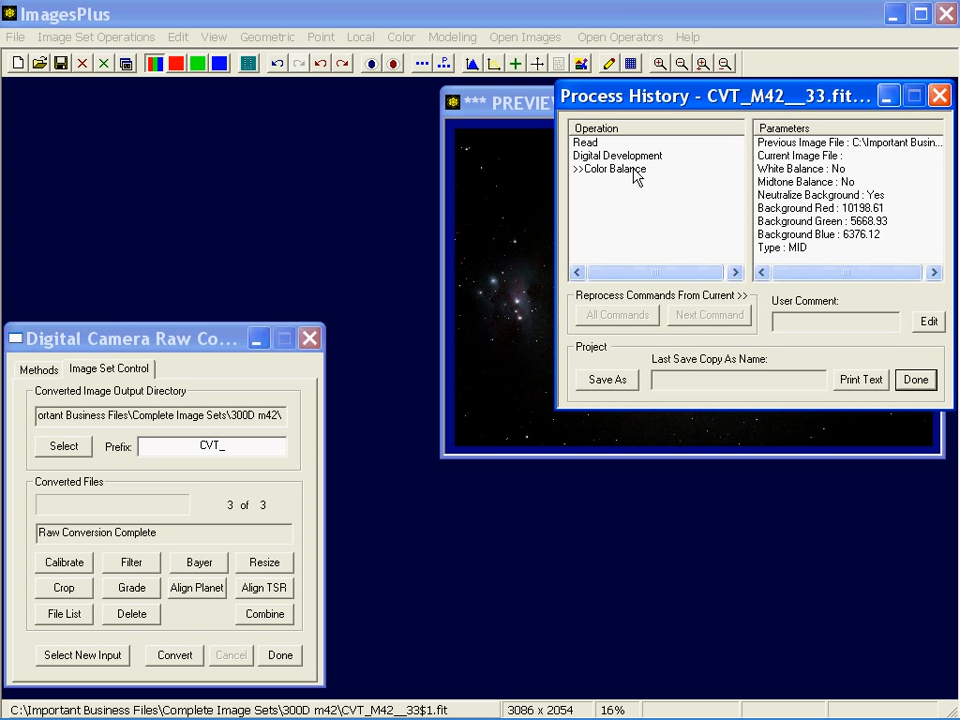 ImagesPlus
File Image Set Operations Edit View Geometric Point Local Color Modeling Open Images Open Operators Help
*** PREVIE
Process History - CVT_M42__33.fit...
Operation
Read
Digital Development
>>Color Balance
Parameters
Previous Image File : C:\Important Busin...
Current Image File :
White Balance : No
Midtone Balance : No
Neutralize Background : Yes
Background Red : 10198.61
Background Green : 5668.93
Background Blue : 6376.12
Type : MID
Reprocess Commands From Current >>
All Commands Next Command
User Comment:
Edit
Project
Last Save Copy As Name:
Save As Print Text Done
Digital Camera Raw Co...
Methods Image Set Control
Converted Image Output Directory
ortant Business Files\Complete Image Sets\300D m42\
Select Prefix: CVT_
Converted Files
3 of 3
Raw Conversion Complete
Calibrate Filter Bayer Resize
Crop Grade Align Planet Align TSR
File List Delete Combine
Select New Input Convert Cancel Done
C:\Important Business Files\Complete Image Sets\300D m42\CVT_M42__33$1.fit 3086 x 2054 16%